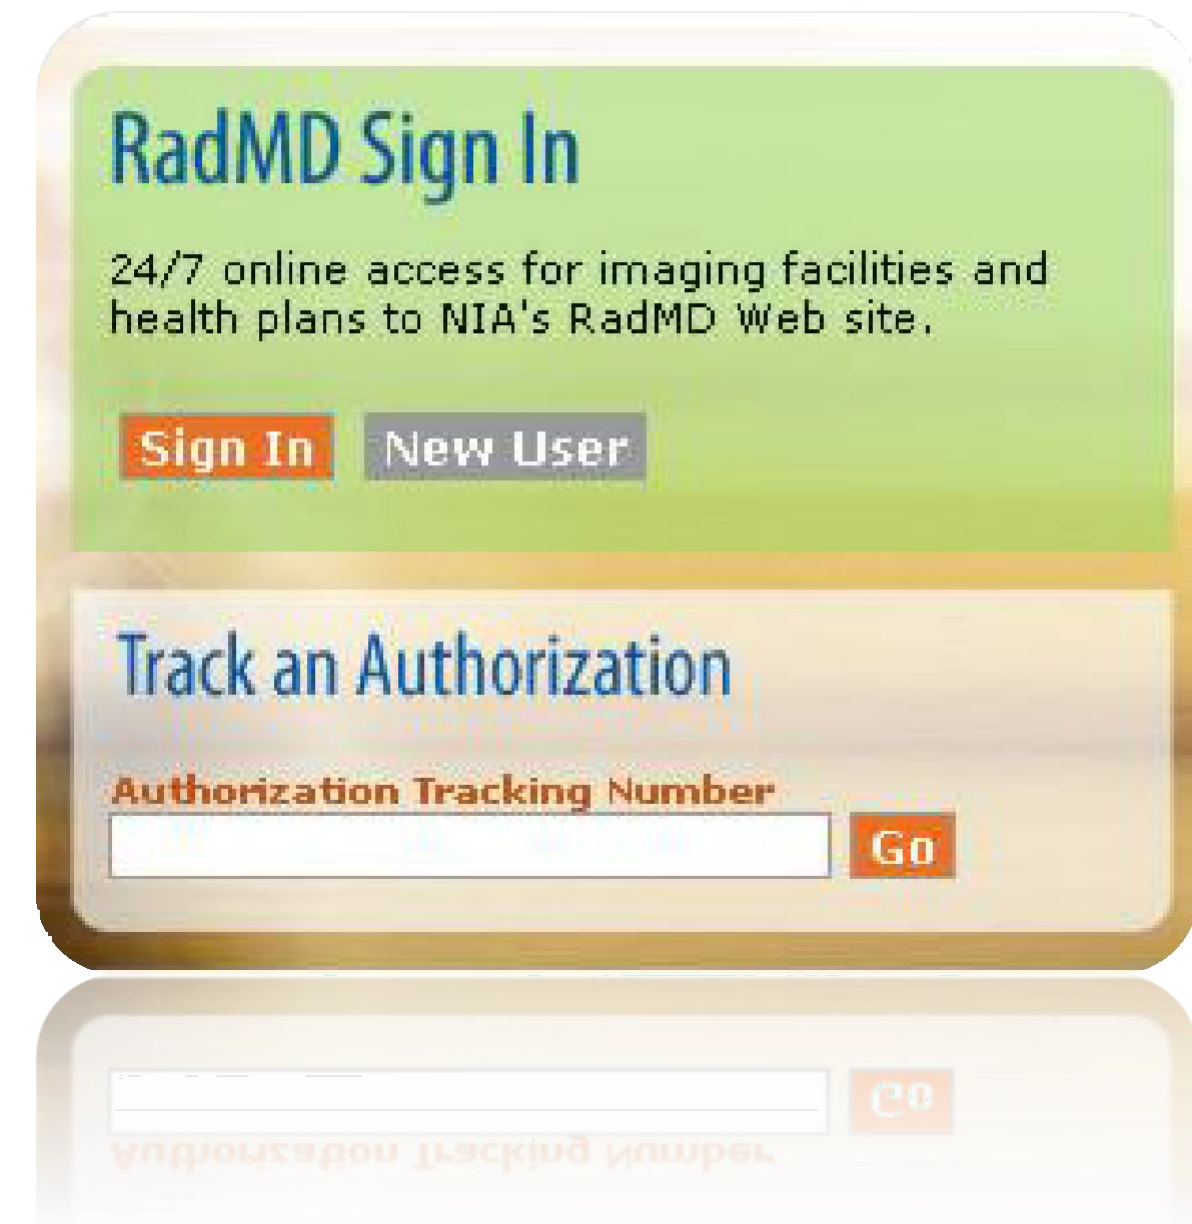 RadMD Sign In
24/7 online access for imaging facilities and
health plans to NIA's RadMD Web site.
Sign In New User
Track an Authorization
Authorization Tracking Number
Go